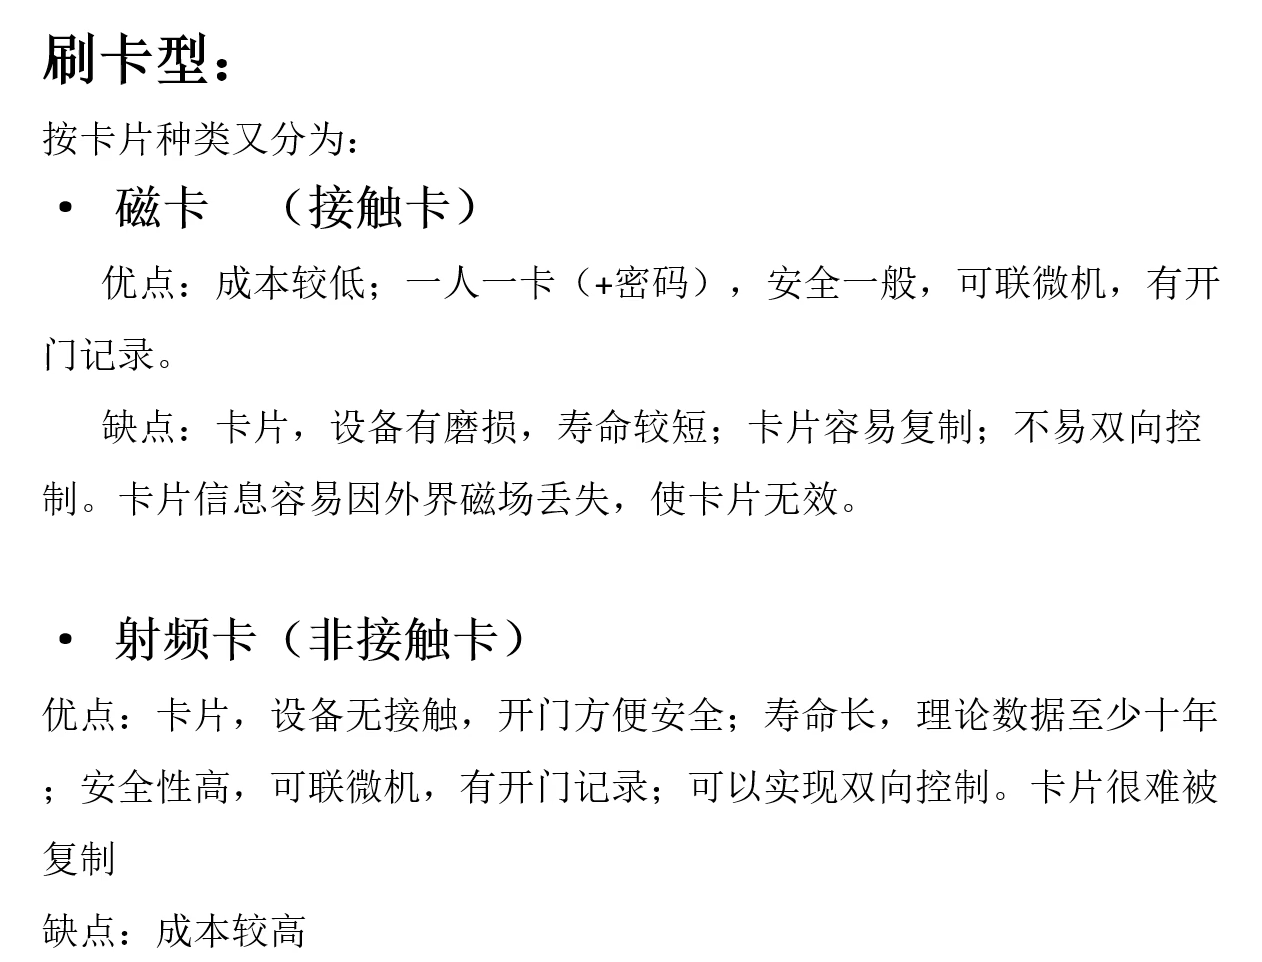 刷卡型：
按卡片种类又分为：
• 磁卡　（接触卡）
优点：成本较低；一人一卡（+密码），安全一般，可联微机，有开
门记录。
缺点：卡片，设备有磨损，寿命较短；卡片容易复制；不易双向控
制。卡片信息容易因外界磁场丢失，使卡片无效。
• 射频卡（非接触卡）
优点：卡片，设备无接触，开门方便安全；寿命长，理论数据至少十年
；安全性高，可联微机，有开门记录；可以实现双向控制。卡片很难被
复制
缺点：成本较高